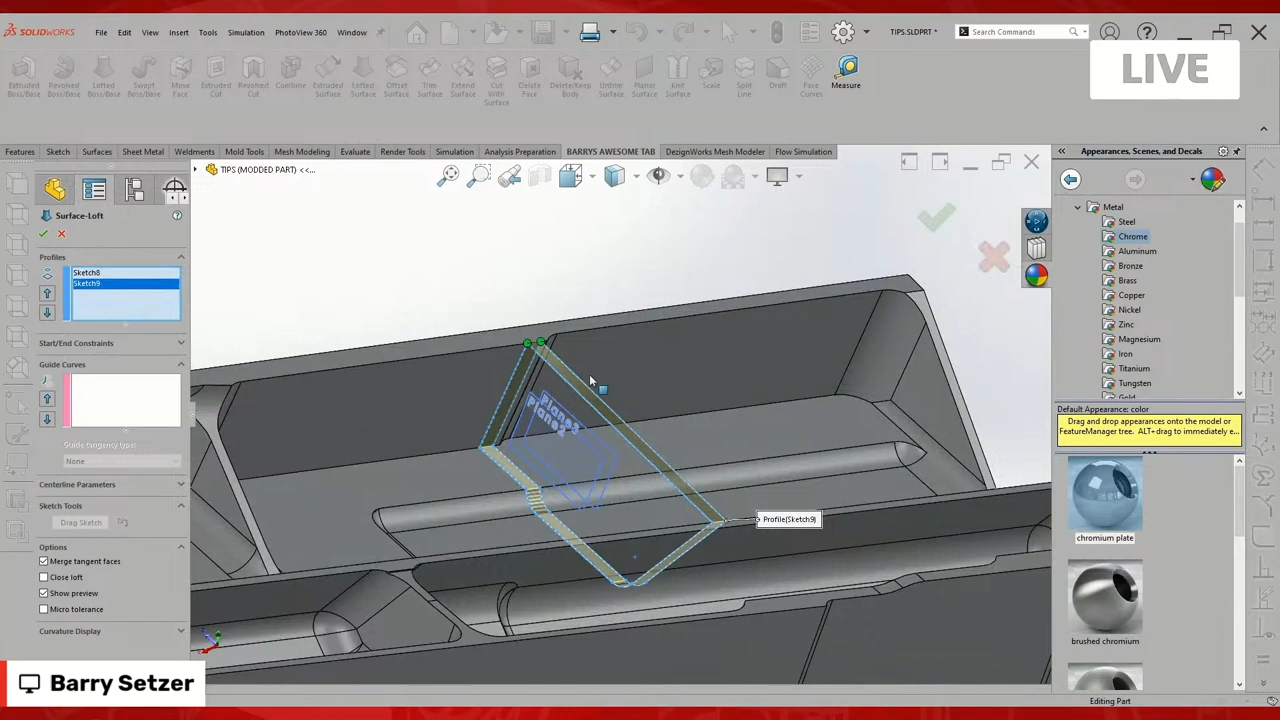 SOLIDWORKS File Edit View Insert Tools Simulation PhotoView 360 Window TIPS.SLDPRT * Search Commands
LIVE
Extruded Boss/Base Revolved Boss/Base Lofted Boss/Base Swept Boss/Base Move Face Extruded Cut Revolved Cut Combine Extruded Surface Lofted Surface Offset Surface Trim Surface Extend Surface Cut With Surface Delete Face Delete/Keep Body Untrim Surface Planar Surface Knit Surface Scale Split Line Draft Face Curves Measure
Features Sketch Surfaces Sheet Metal Weldments Mold Tools Mesh Modeling Evaluate Render Tools Simulation Analysis Preparation BARRYS AWESOME TAB DezignWorks Mesh Modeler Flow Simulation
Appearances, Scenes, and Decals
TIPS (MODDED PART) <<...
Surface-Loft
Profiles
Sketch8
Sketch9
Start/End Constraints
Guide Curves
Guide tangency type:
None
Centerline Parameters
Sketch Tools
Drag Sketch
Options
Merge tangent faces
Close loft
Show preview
Micro tolerance
Curvature Display
Plane3
Plane2
Profile(Sketch9)
Metal
Steel
Chrome
Aluminum
Bronze
Brass
Copper
Nickel
Zinc
Magnesium
Iron
Titanium
Tungsten
Gold
Default Appearance: color
Drag and drop appearances onto the model or
FeatureManager tree. ALT+drag to immediately e...
chromium plate
brushed chromium
Barry Setzer
Editing Part